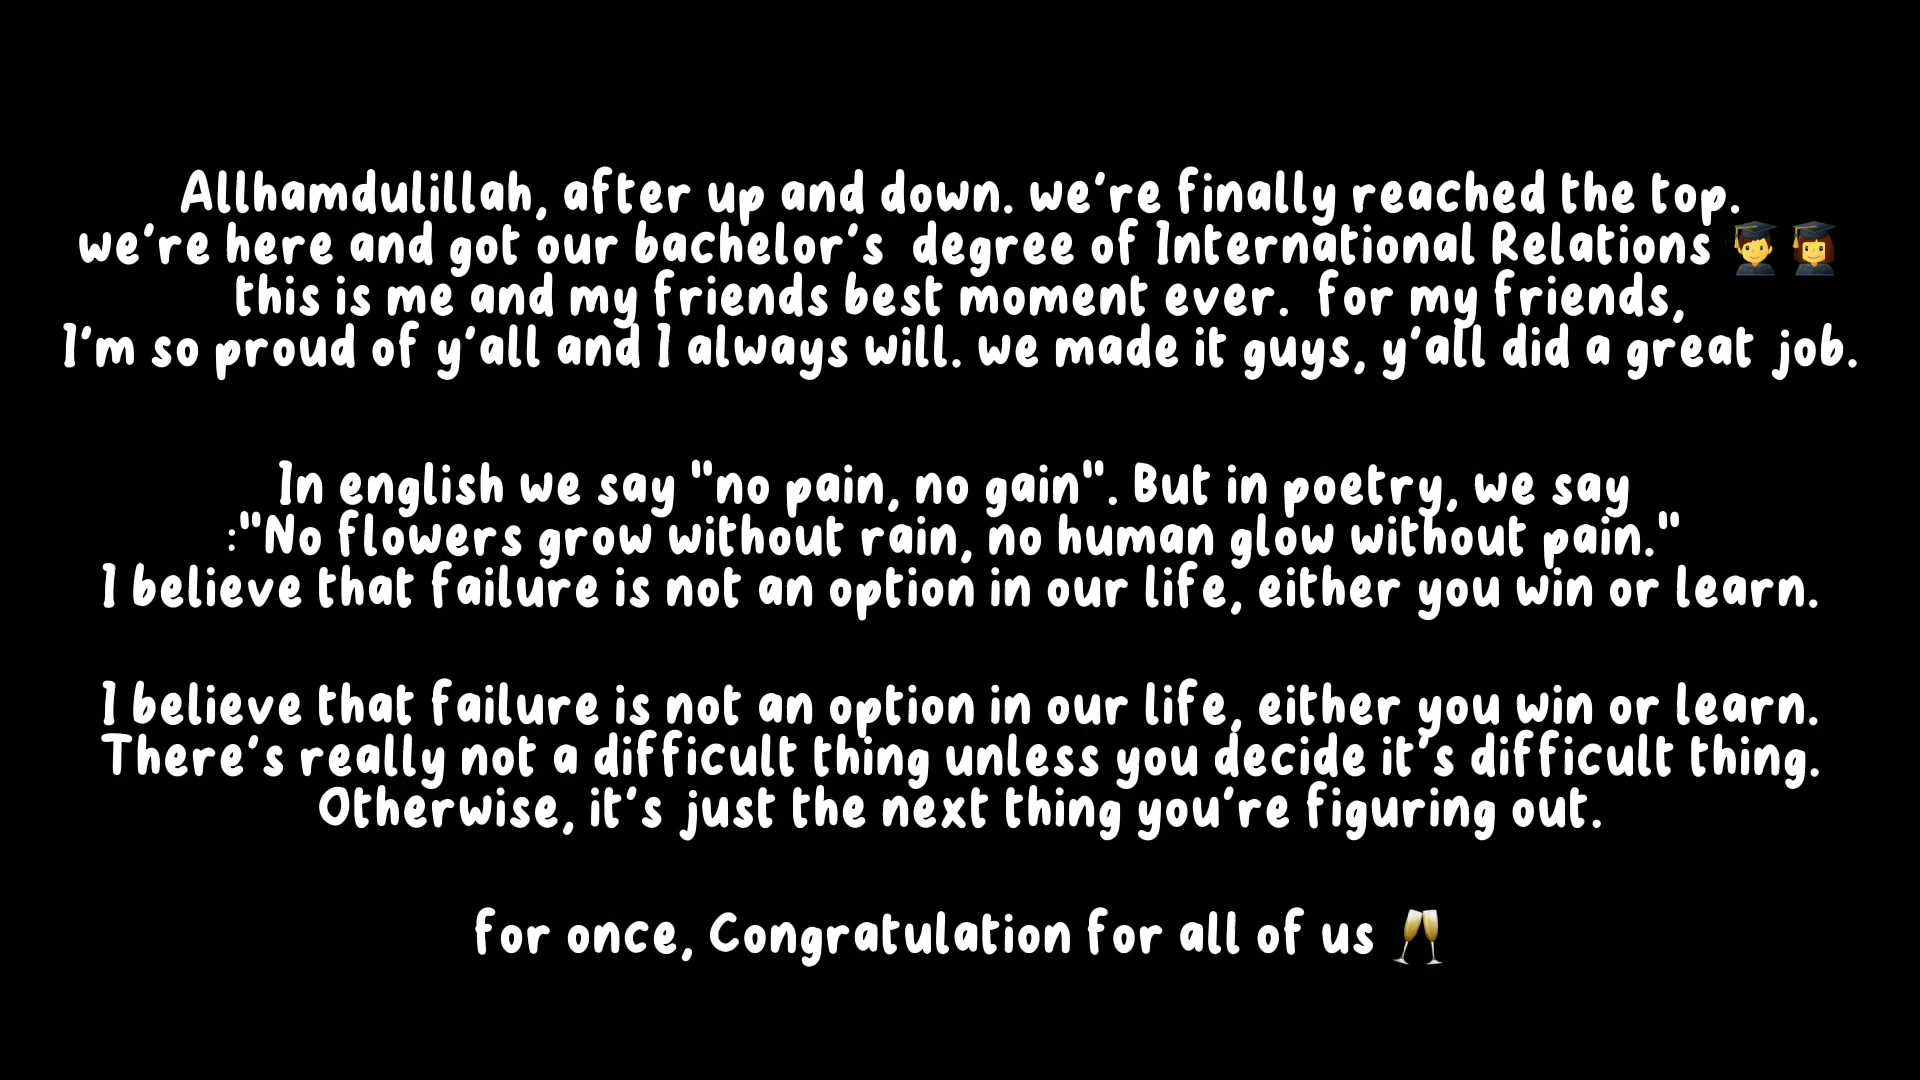 Allhamdulillah, after up and down. we're finally reached the top.
we're here and got our bachelor's  degree of International Relations 👨‍🎓👩‍🎓
this is me and my friends best moment ever.  for my friends,
I'm so proud of y'all and I always will. we made it guys, y'all did a great job.
In english we say "no pain, no gain". But in poetry, we say
:"No flowers grow without rain, no human glow without pain."
I believe that failure is not an option in our life, either you win or learn.
I believe that failure is not an option in our life, either you win or learn.
There's really not a difficult thing unless you decide it's difficult thing.
Otherwise, it's just the next thing you're figuring out.
for once, Congratulation for all of us 🥂